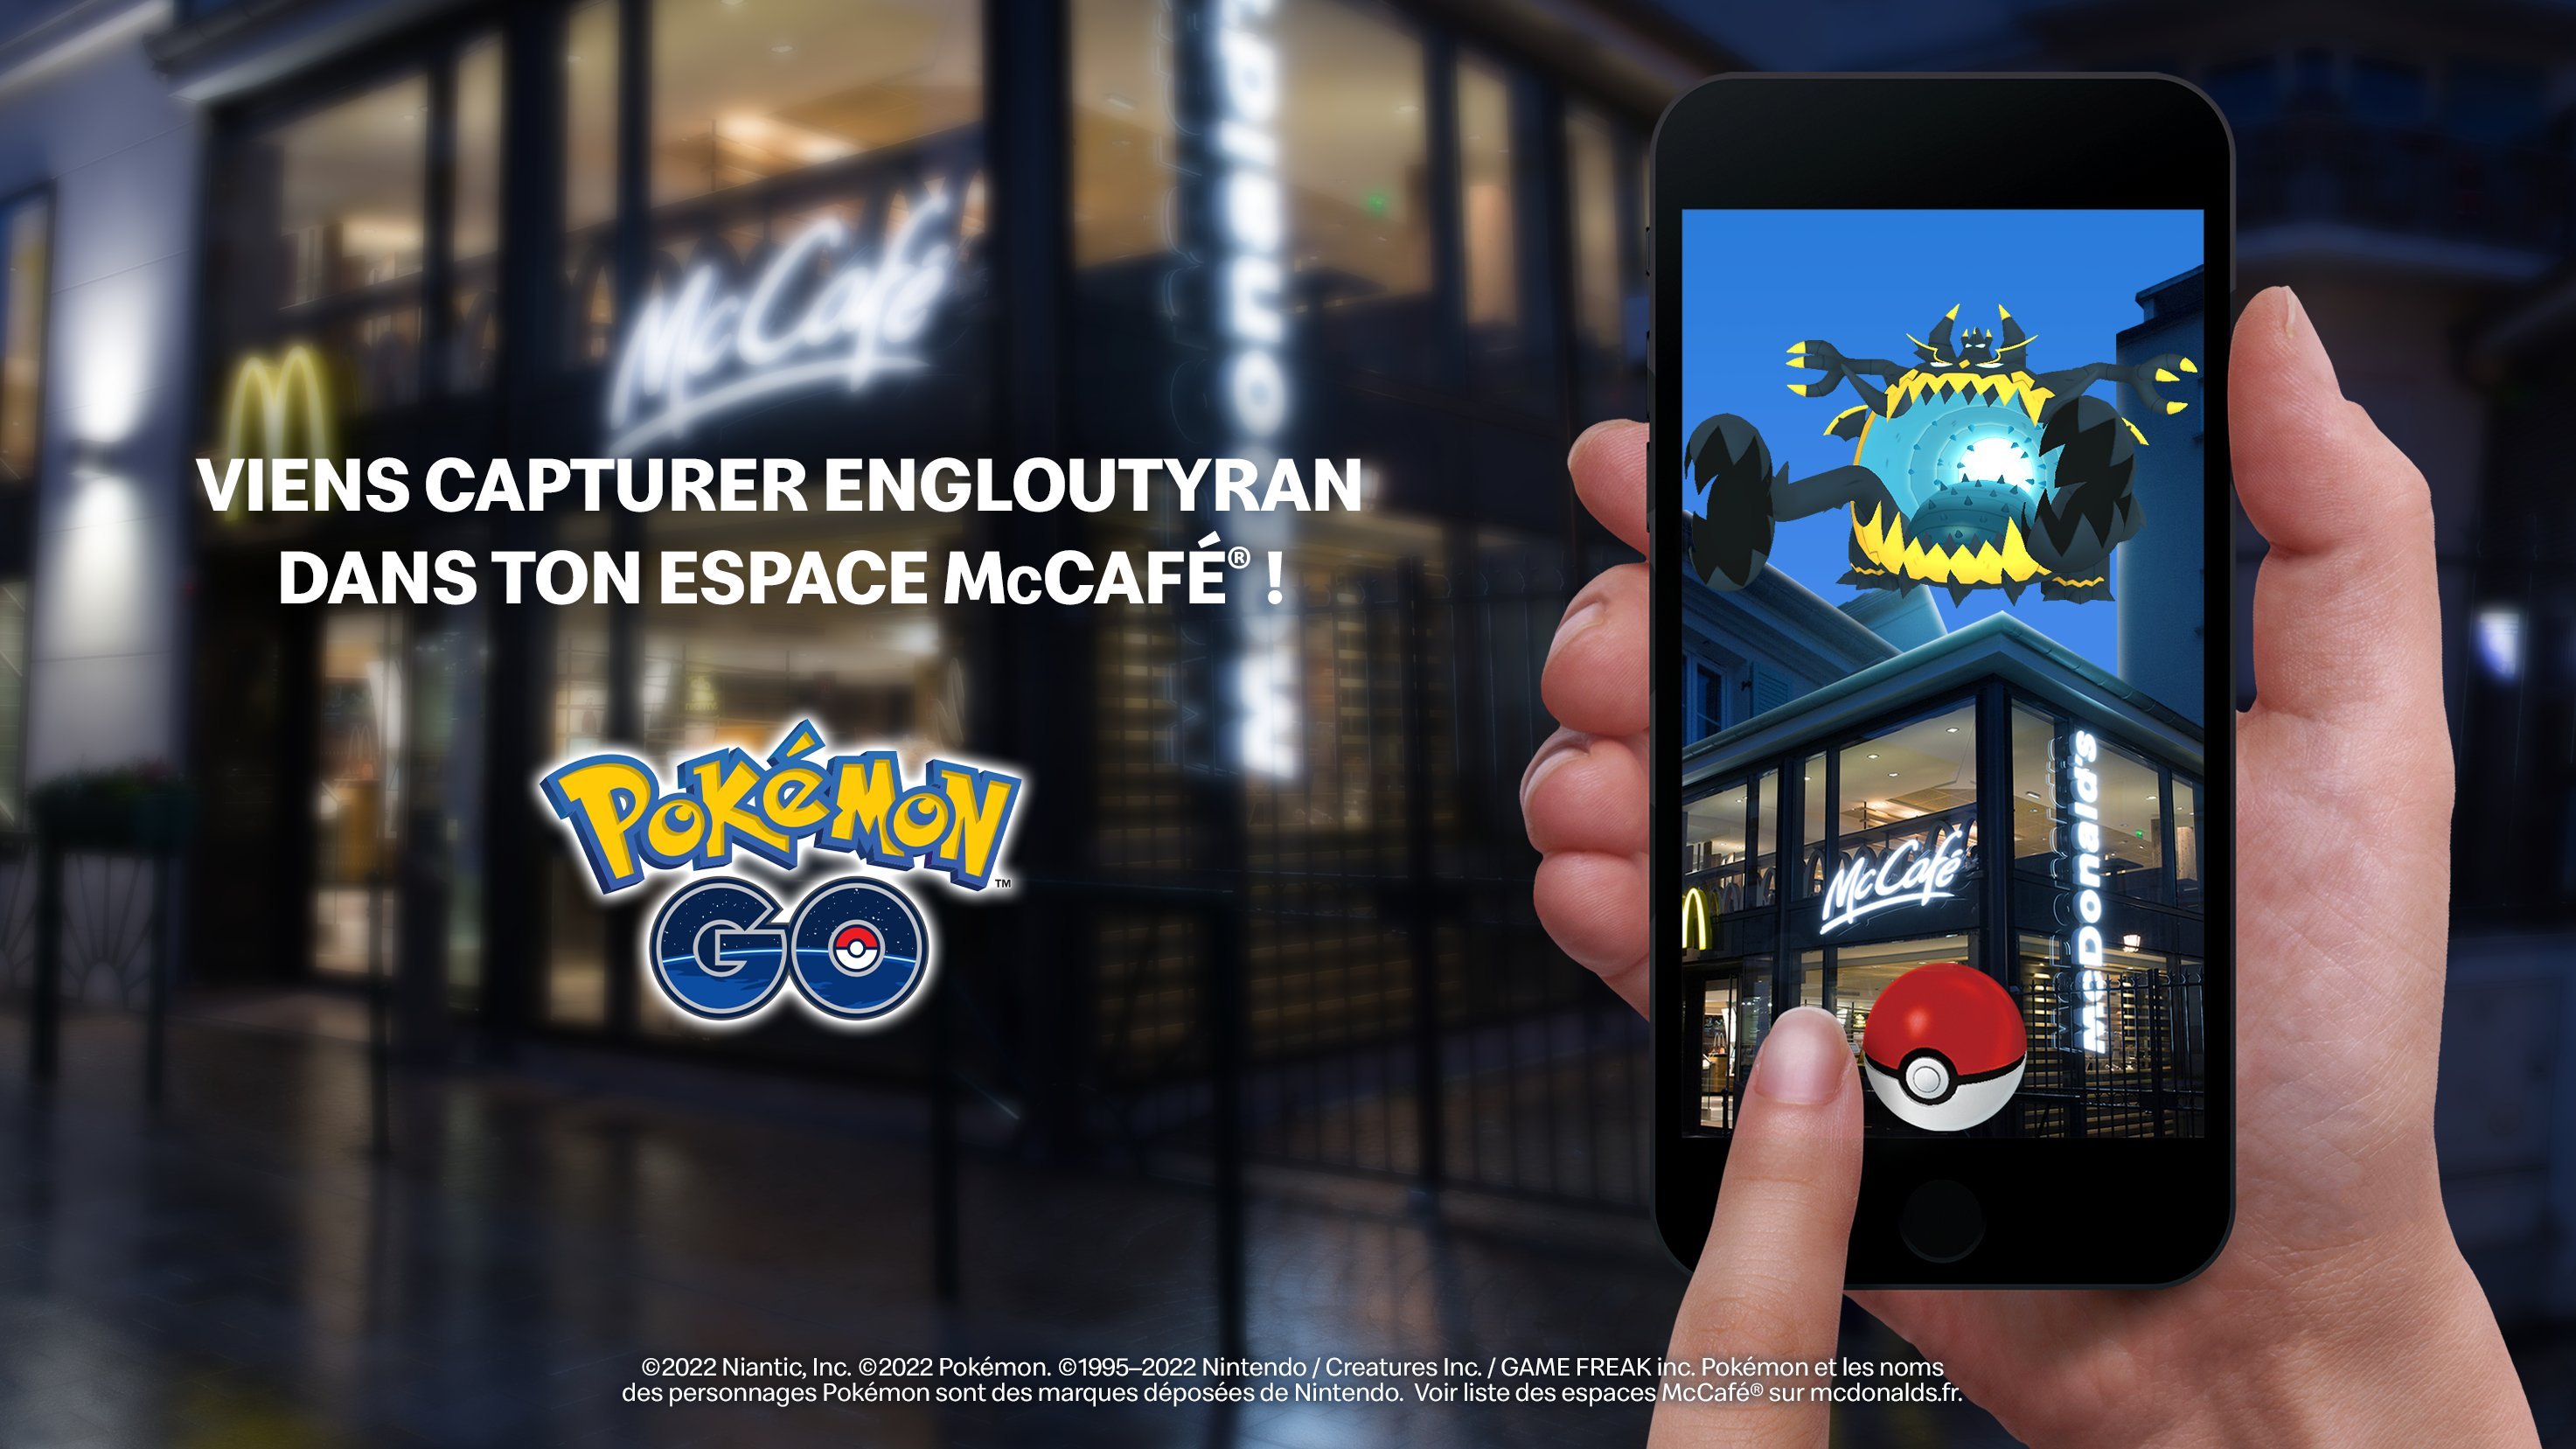 McCafé
VIENS CAPTURER ENGLOUTYRAN
DANS TON ESPACE McCAFÉ® !
POKéMON
GO
™
McCafé
McDonald's
©2022 Niantic, Inc. ©2022 Pokémon. ©1995–2022 Nintendo / Creatures Inc. / GAME FREAK inc. Pokémon et les noms
des personnages Pokémon sont des marques déposées de Nintendo. Voir liste des espaces McCafé® sur mcdonalds.fr.